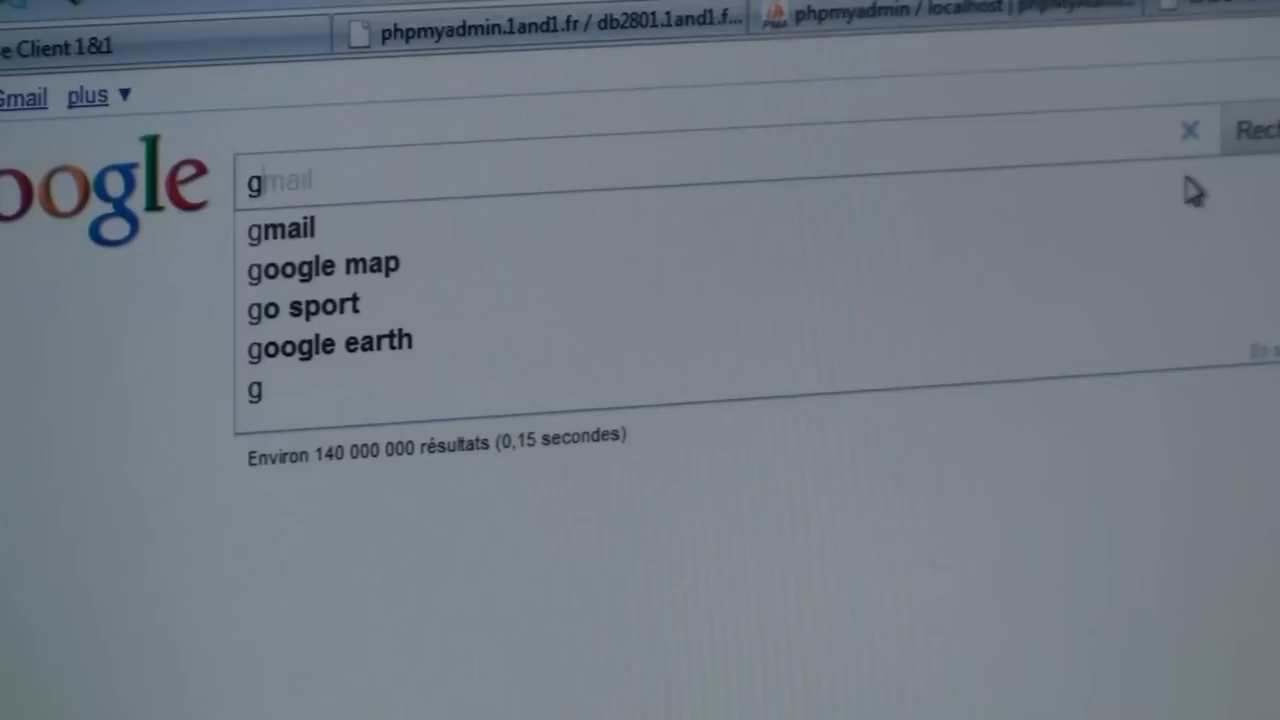 e Client 1&1
phpmyadmin.1and1.fr / db2801.1and1.f...
phpmyadmin / localhost |
Gmail plus ▼
oogle
gmail
Rec
gmail
google map
go sport
google earth
g
Environ 140 000 000 résultats (0,15 secondes)